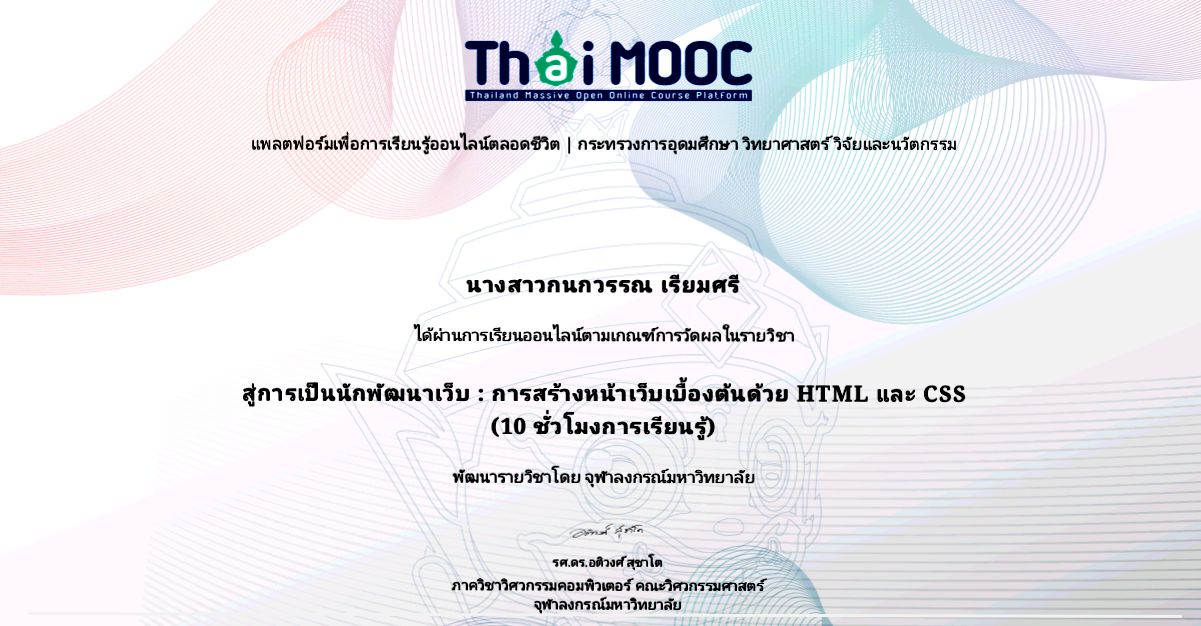 Thai MOOC
Thailand Massive Open Online Course Platform
แพลตฟอร์มเพื่อการเรียนรู้ออนไลน์ตลอดชีวิต | กระทรวงการอุดมศึกษา วิทยาศาสตร์ วิจัยและนวัตกรรม
นางสาวกนกวรรณ เรียมศรี
ได้ผ่านการเรียนออนไลน์ตามเกณฑ์การวัดผลในรายวิชา
สู่การเป็นนักพัฒนาเว็บ : การสร้างหน้าเว็บเบื้องต้นด้วย HTML และ CSS
(10 ชั่วโมงการเรียนรู้)
พัฒนารายวิชาโดย จุฬาลงกรณ์มหาวิทยาลัย
รศ.ดร.อติวงศ์ สุชาโต
ภาควิชาวิศวกรรมคอมพิวเตอร์ คณะวิศวกรรมศาสตร์
จุฬาลงกรณ์มหาวิทยาลัย